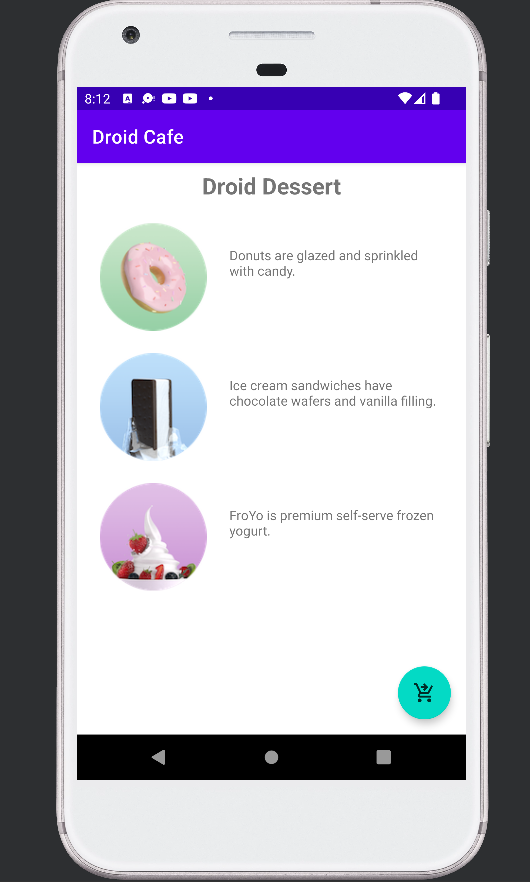 8:12
Droid Cafe
Droid Dessert
Donuts are glazed and sprinkled
with candy.
Ice cream sandwiches have
chocolate wafers and vanilla filling.
FroYo is premium self-serve frozen
yogurt.